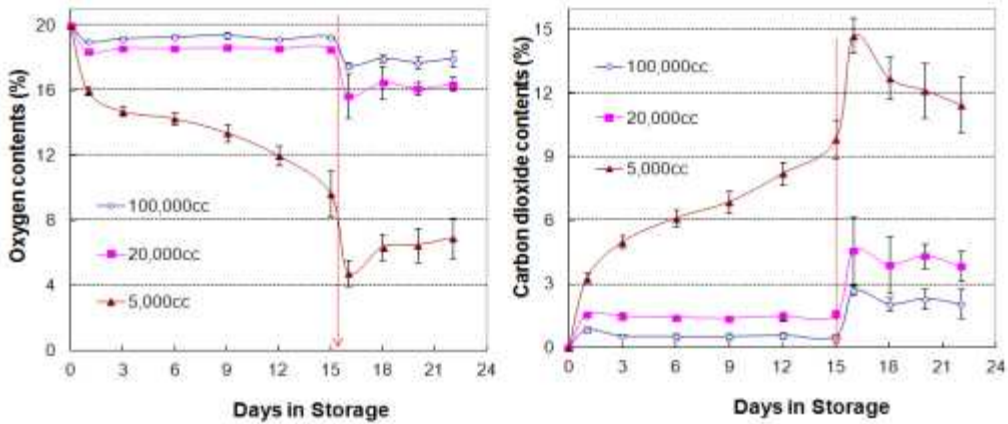 Oxygen contents (%)
20
16
12
8
4
0
100,000cc
20,000cc
5,000cc
0 3 6 9 12 15 18 21 24
Days in Storage
Carbon dioxide contents (%)
15
12
9
6
3
0
100,000cc
20,000cc
5,000cc
0 3 6 9 12 15 18 21 24
Days in Storage